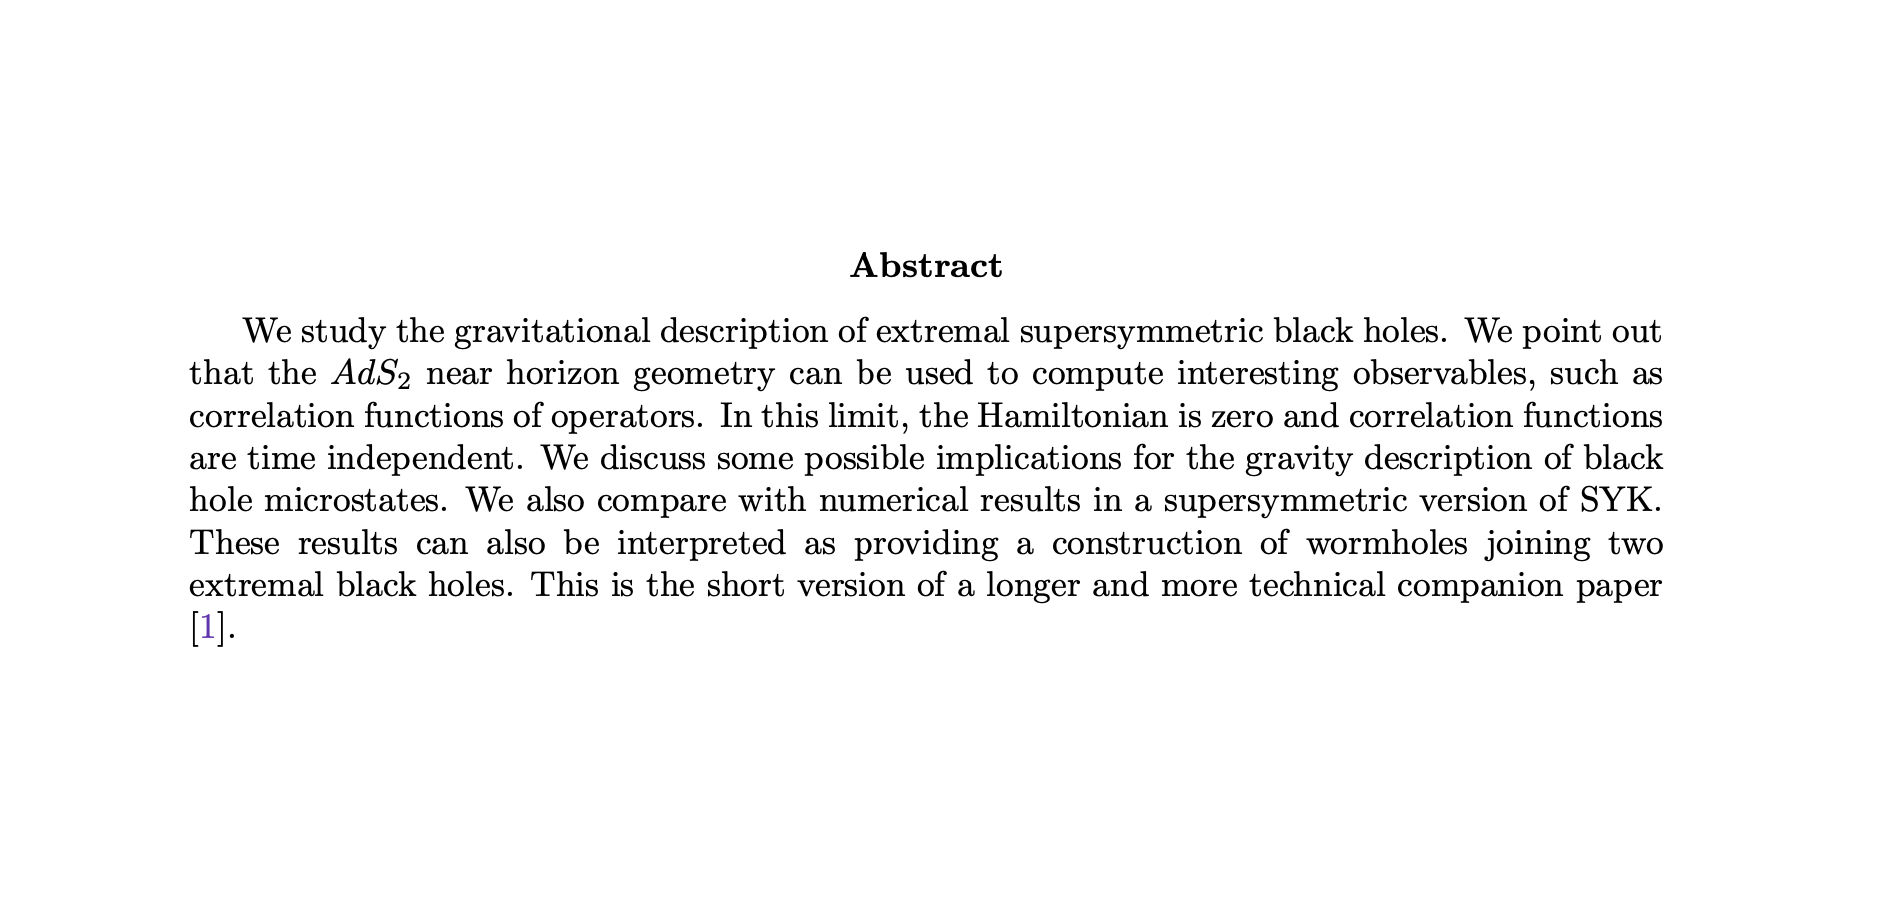 Abstract
We study the gravitational description of extremal supersymmetric black holes. We point out
that the AdS₂ near horizon geometry can be used to compute interesting observables, such as
correlation functions of operators. In this limit, the Hamiltonian is zero and correlation functions
are time independent. We discuss some possible implications for the gravity description of black
hole microstates. We also compare with numerical results in a supersymmetric version of SYK.
These results can also be interpreted as providing a construction of wormholes joining two
extremal black holes. This is the short version of a longer and more technical companion paper
[1].